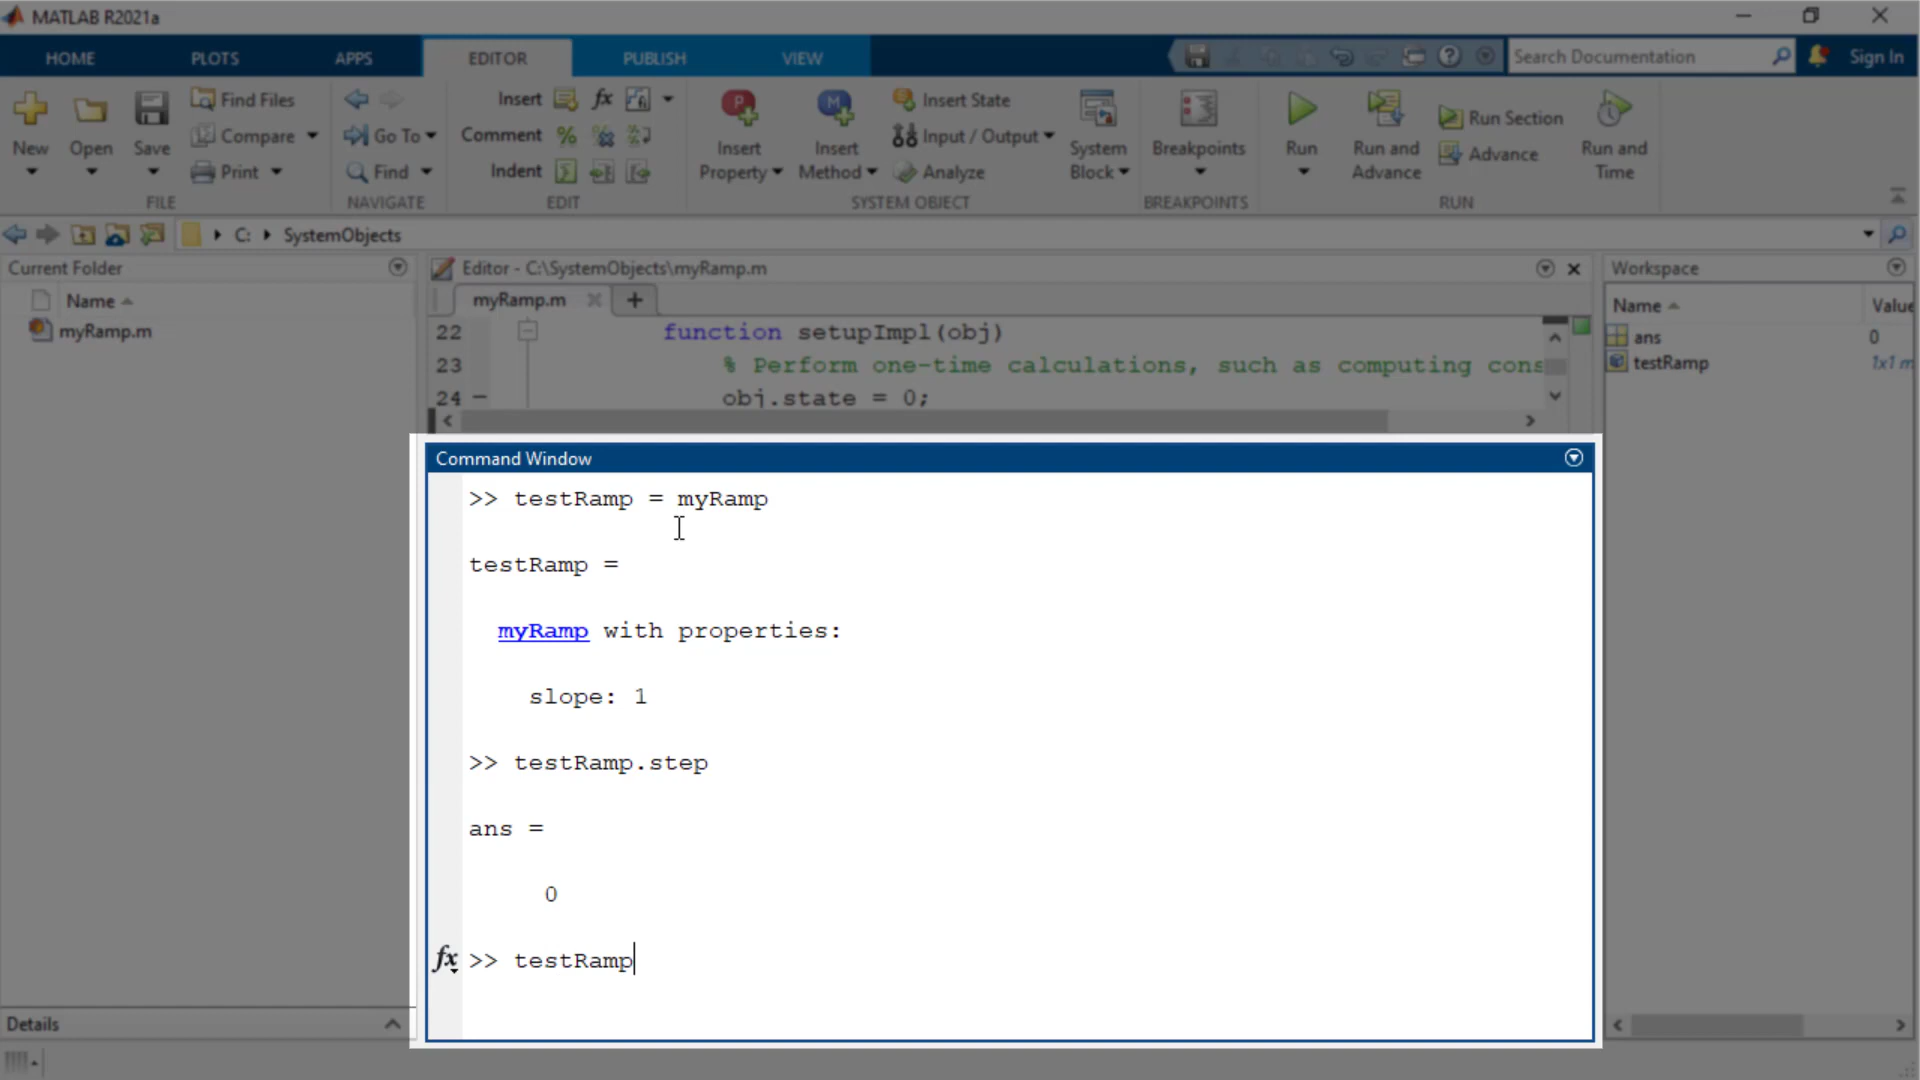 MATLAB R2021a
HOME PLOTS APPS EDITOR PUBLISH VIEW Search Documentation Sign In
New Open Save Find Files Compare Print
FILE
Go To Find
NAVIGATE
Insert fx
Comment %
Indent
EDIT
Insert Property Insert Method Insert State Input / Output Analyze System Block
SYSTEM OBJECT
Breakpoints
BREAKPOINTS
Run Run and Advance Run Section Advance Run and Time
RUN
C: SystemObjects
Current Folder
Name
myRamp.m
Details
Editor - C:\SystemObjects\myRamp.m
myRamp.m
22 function setupImpl(obj)
23 % Perform one-time calculations, such as computing cons
24 obj.state = 0;
Command Window
>> testRamp = myRamp
testRamp =
myRamp with properties:
slope: 1
>> testRamp.step
ans =
0
fx >> testRamp
Workspace
Name Value
ans 0
testRamp 1x1 m